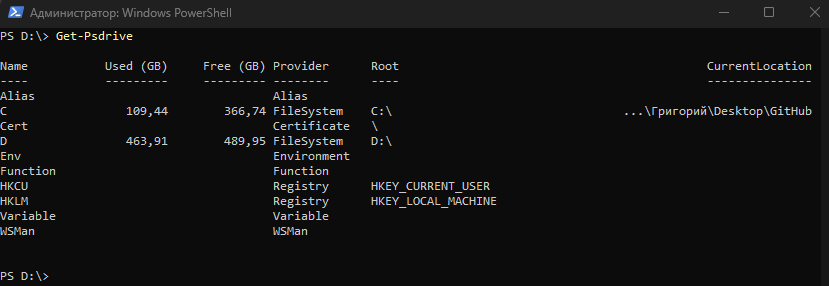 Администратор: Windows PowerShell
PS D:\> Get-Psdrive
Name           Used (GB)     Free (GB) Provider      Root                                               CurrentLocation
----           ---------     --------- --------      ----                                               ---------------
Alias                                  Alias
C                 109,44        366,74 FileSystem    C:\                                    ...\Григорий\Desktop\GitHub
Cert                                   Certificate   \
D                 463,91        489,95 FileSystem    D:\
Env                                    Environment
Function                               Function
HKCU                                   Registry      HKEY_CURRENT_USER
HKLM                                   Registry      HKEY_LOCAL_MACHINE
Variable                               Variable
WSMan                                  WSMan
PS D:\>